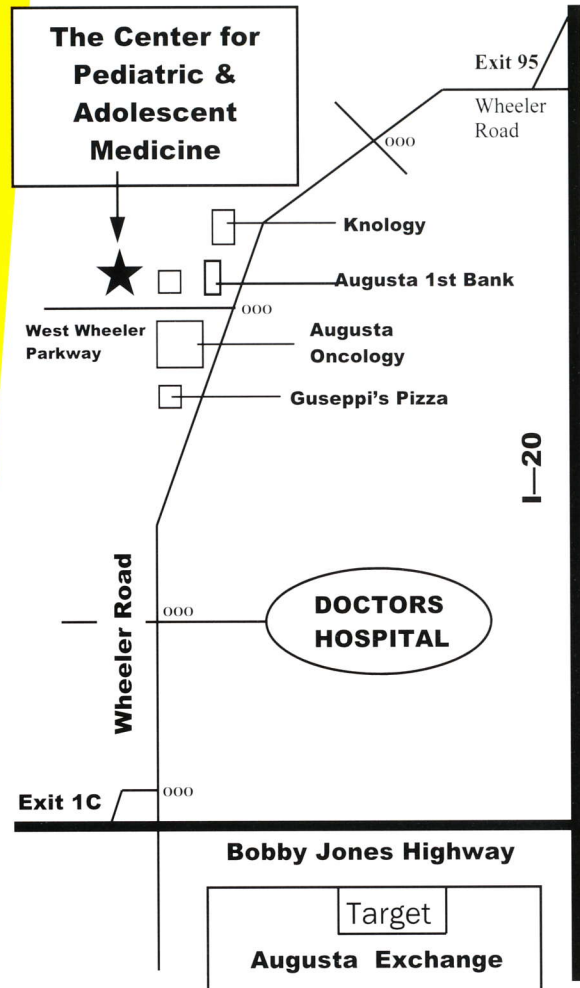 The Center for
Pediatric &
Adolescent
Medicine
Exit 95
Wheeler
Road
ooo
Knology
Augusta 1st Bank
ooo
West Wheeler
Parkway
Augusta
Oncology
Guseppi's Pizza
I—20
ooo
Wheeler Road
DOCTORS
HOSPITAL
ooo
Exit 1C
Bobby Jones Highway
Target
Augusta Exchange